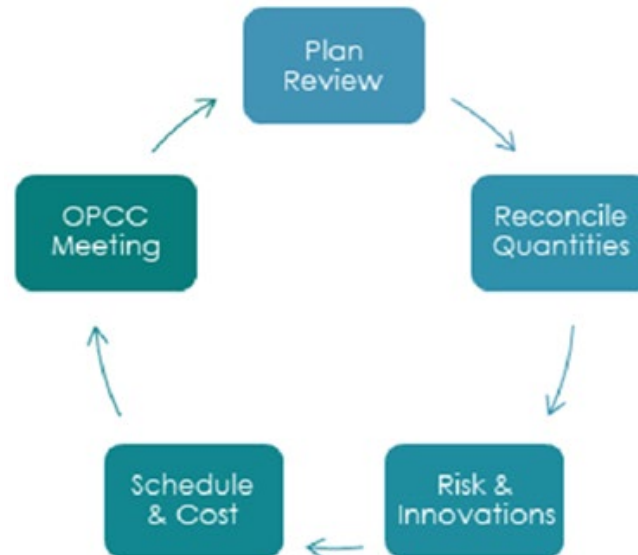 Plan
Review
Reconcile
Quantities
Risk &
Innovations
Schedule
& Cost
OPCC
Meeting